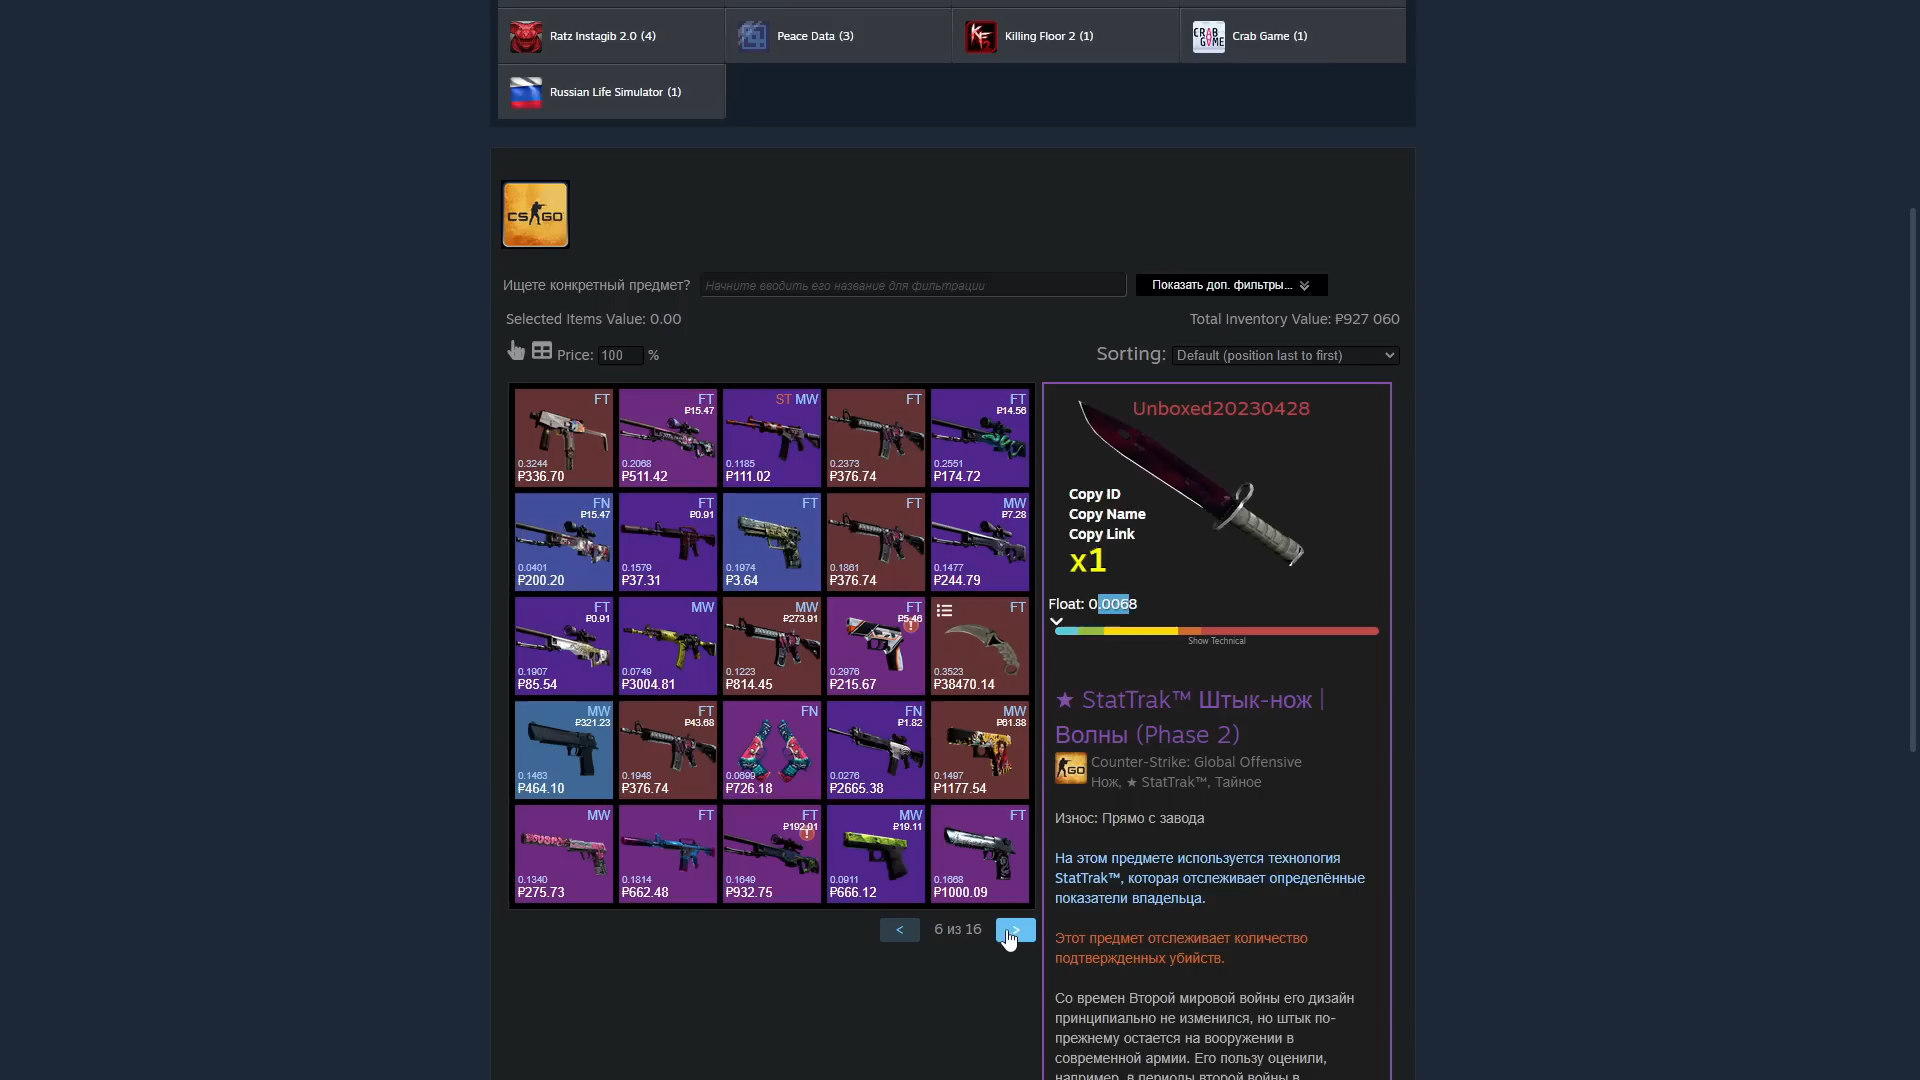 Ratz Instagib 2.0 (4)
Peace Data (3)
Killing Floor 2 (1)
CRAB GAME
Crab Game (1)
Russian Life Simulator (1)
CS GO
Ищете конкретный предмет?
Начните вводить его название для фильтрации
Показать доп. фильтры...
Selected Items Value: 0.00
Total Inventory Value: ₽927 060
Price: 100 %
Sorting: Default (position last to first)
FT
0.3244
₽336.70
FT
₽15.47
0.2068
₽511.42
ST MW
0.1185
₽111.02
FT
0.2373
₽376.74
FT
₽14.56
0.2551
₽174.72
FN
₽15.47
0.0401
₽200.20
FT
₽0.91
0.1579
₽37.31
FT
0.1974
₽3.64
FT
0.1861
₽376.74
MW
₽7.28
0.1477
₽244.79
FT
₽0.91
0.1907
₽85.54
MW
0.0749
₽3004.81
MW
₽273.91
0.1223
₽814.45
FT
₽5.46
0.2976
₽215.67
FT
0.3523
₽38470.14
MW
₽321.23
0.1463
₽464.10
FT
₽43.68
0.1948
₽376.74
FN
0.0699
₽726.18
FN
₽1.82
0.0276
₽2665.38
MW
₽61.88
0.1497
₽1177.54
MW
0.1340
₽275.73
FT
0.1814
₽662.48
FT
₽192.01
0.1649
₽932.75
MW
₽19.11
0.0911
₽666.12
FT
0.1668
₽1000.09
< 6 из 16 >
Unboxed20230428
Copy ID
Copy Name
Copy Link
x1
Float: 0.0068
Show Technical
★ StatTrak™ Штык-нож |
Волны (Phase 2)
GO
Counter-Strike: Global Offensive
Нож, ★ StatTrak™, Тайное
Износ: Прямо с завода
На этом предмете используется технология
StatTrak™, которая отслеживает определённые
показатели владельца.
Этот предмет отслеживает количество
подтвержденных убийств.
Со времен Второй мировой войны его дизайн
принципиально не изменился, но штык по-
прежнему остается на вооружении в
современной армии. Его пользу оценили,
например, в периоды второй войны в